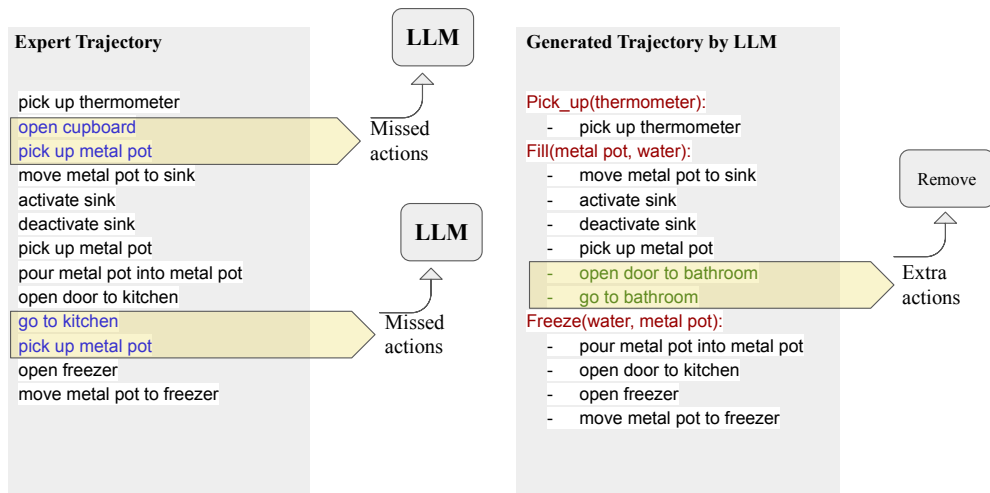 Expert Trajectory
pick up thermometer
open cupboard
pick up metal pot
move metal pot to sink
activate sink
deactivate sink
pick up metal pot
pour metal pot into metal pot
open door to kitchen
go to kitchen
pick up metal pot
open freezer
move metal pot to freezer
LLM
Missed
actions
LLM
Missed
actions
Generated Trajectory by LLM
Pick_up(thermometer):
- pick up thermometer
Fill(metal pot, water):
- move metal pot to sink
- activate sink
- deactivate sink
- pick up metal pot
- open door to bathroom
- go to bathroom
Freeze(water, metal pot):
- pour metal pot into metal pot
- open door to kitchen
- open freezer
- move metal pot to freezer
Remove
Extra
actions